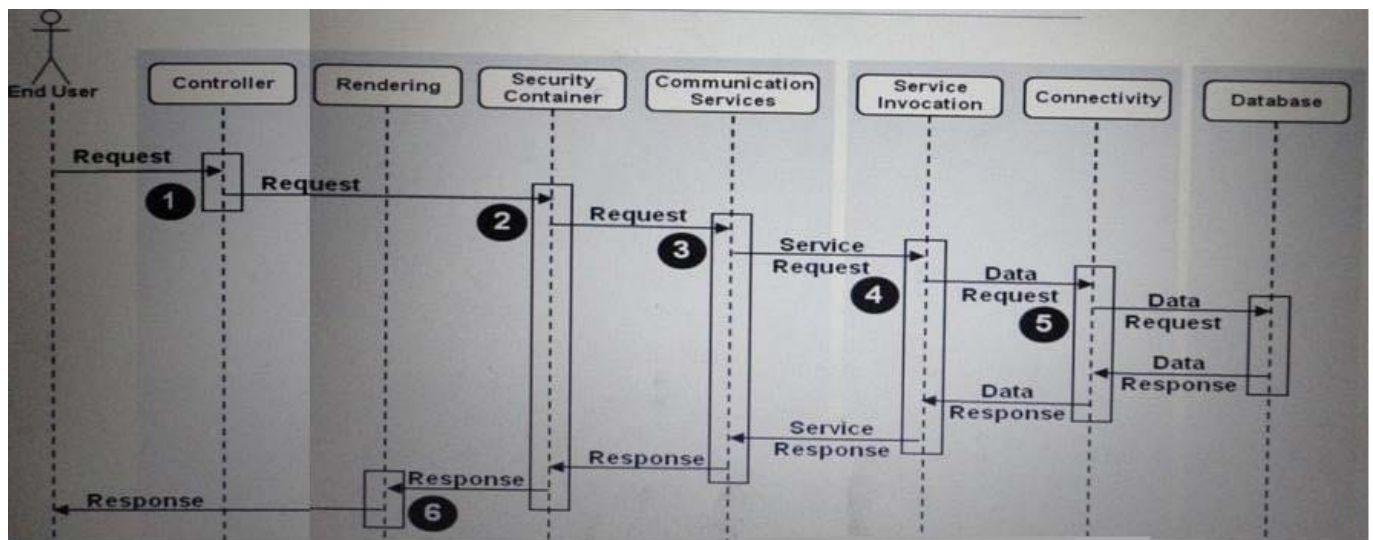 End User
Controller
Rendering
Security
Container
Communication
Services
Service
Invocation
Connectivity
Database
Request
1
Request
2
Request
3
Service
Request
4
Data
Request
5
Data
Request
Data
Response
Data
Response
Service
Response
Response
Response
6
Response